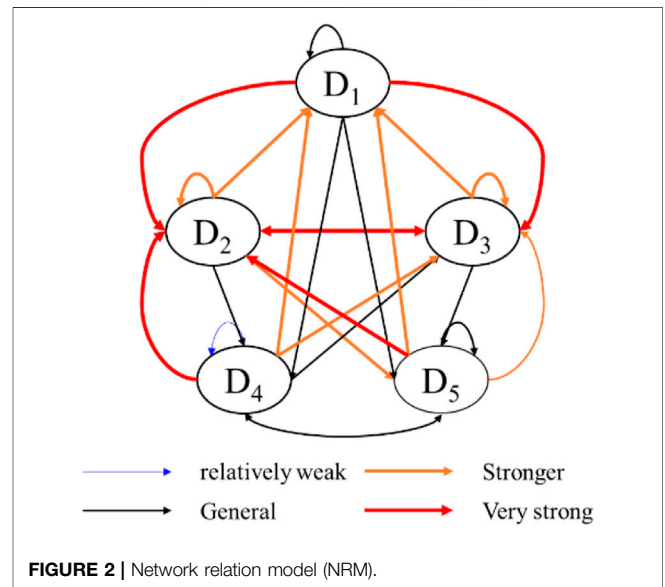 D₁
D₂
D₃
D₄
D₅
relatively weak
Stronger
General
Very strong
FIGURE 2 | Network relation model (NRM).